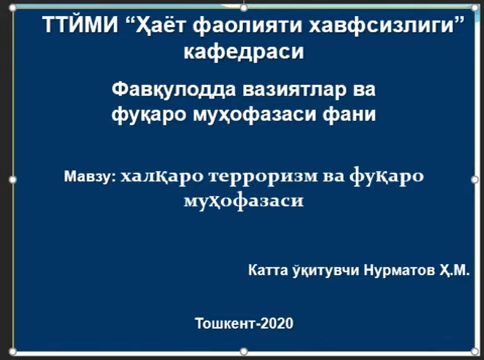 ТТЙМИ “Ҳаёт фаолияти хавфсизлиги”
кафедраси
Фавқулодда вазиятлар ва
фуқаро муҳофазаси фани
Мавзу: халқаро терроризм ва фуқаро
муҳофазаси
Катта ўқитувчи Нурматов Ҳ.М.
Тошкент-2020